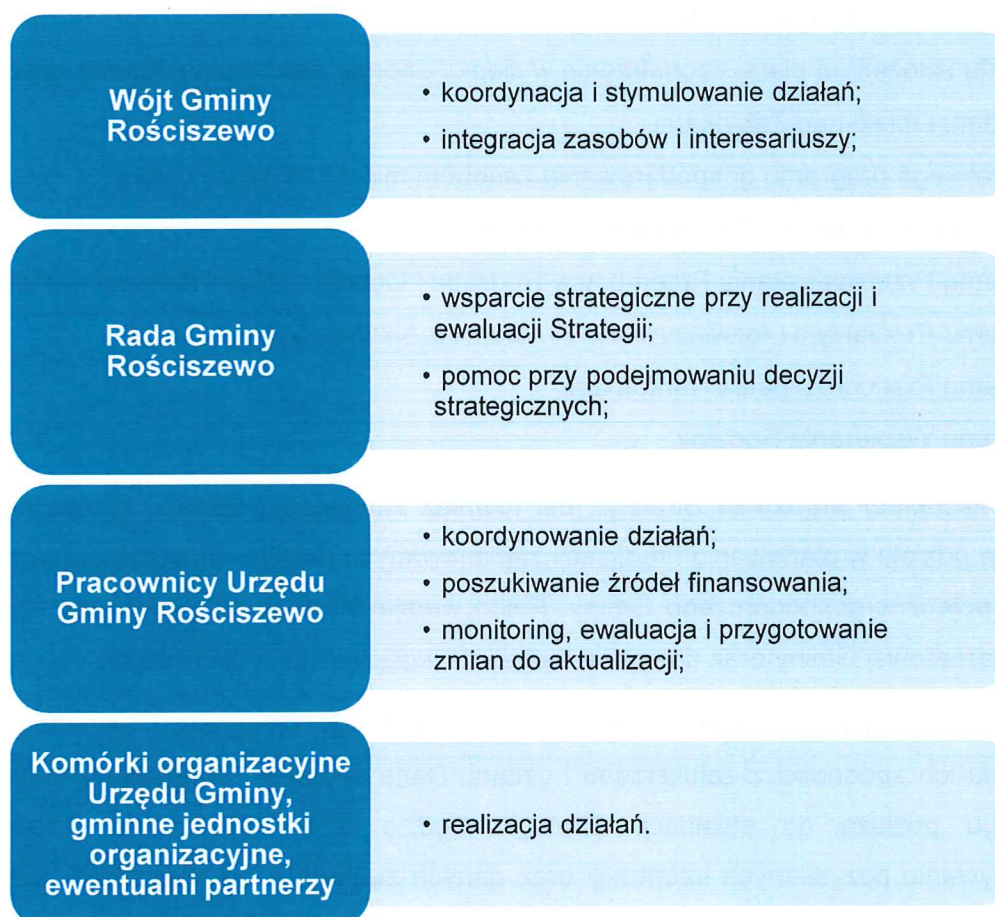 Wójt Gminy
Rościszewo
• koordynacja i stymulowanie działań;
• integracja zasobów i interesariuszy;
Rada Gminy
Rościszewo
• wsparcie strategiczne przy realizacji i
ewaluacji Strategii;
• pomoc przy podejmowaniu decyzji
strategicznych;
Pracownicy Urzędu
Gminy Rościszewo
• koordynowanie działań;
• poszukiwanie źródeł finansowania;
• monitoring, ewaluacja i przygotowanie
zmian do aktualizacji;
Komórki organizacyjne
Urzędu Gminy,
gminne jednostki
organizacyjne,
ewentualni partnerzy
• realizacja działań.